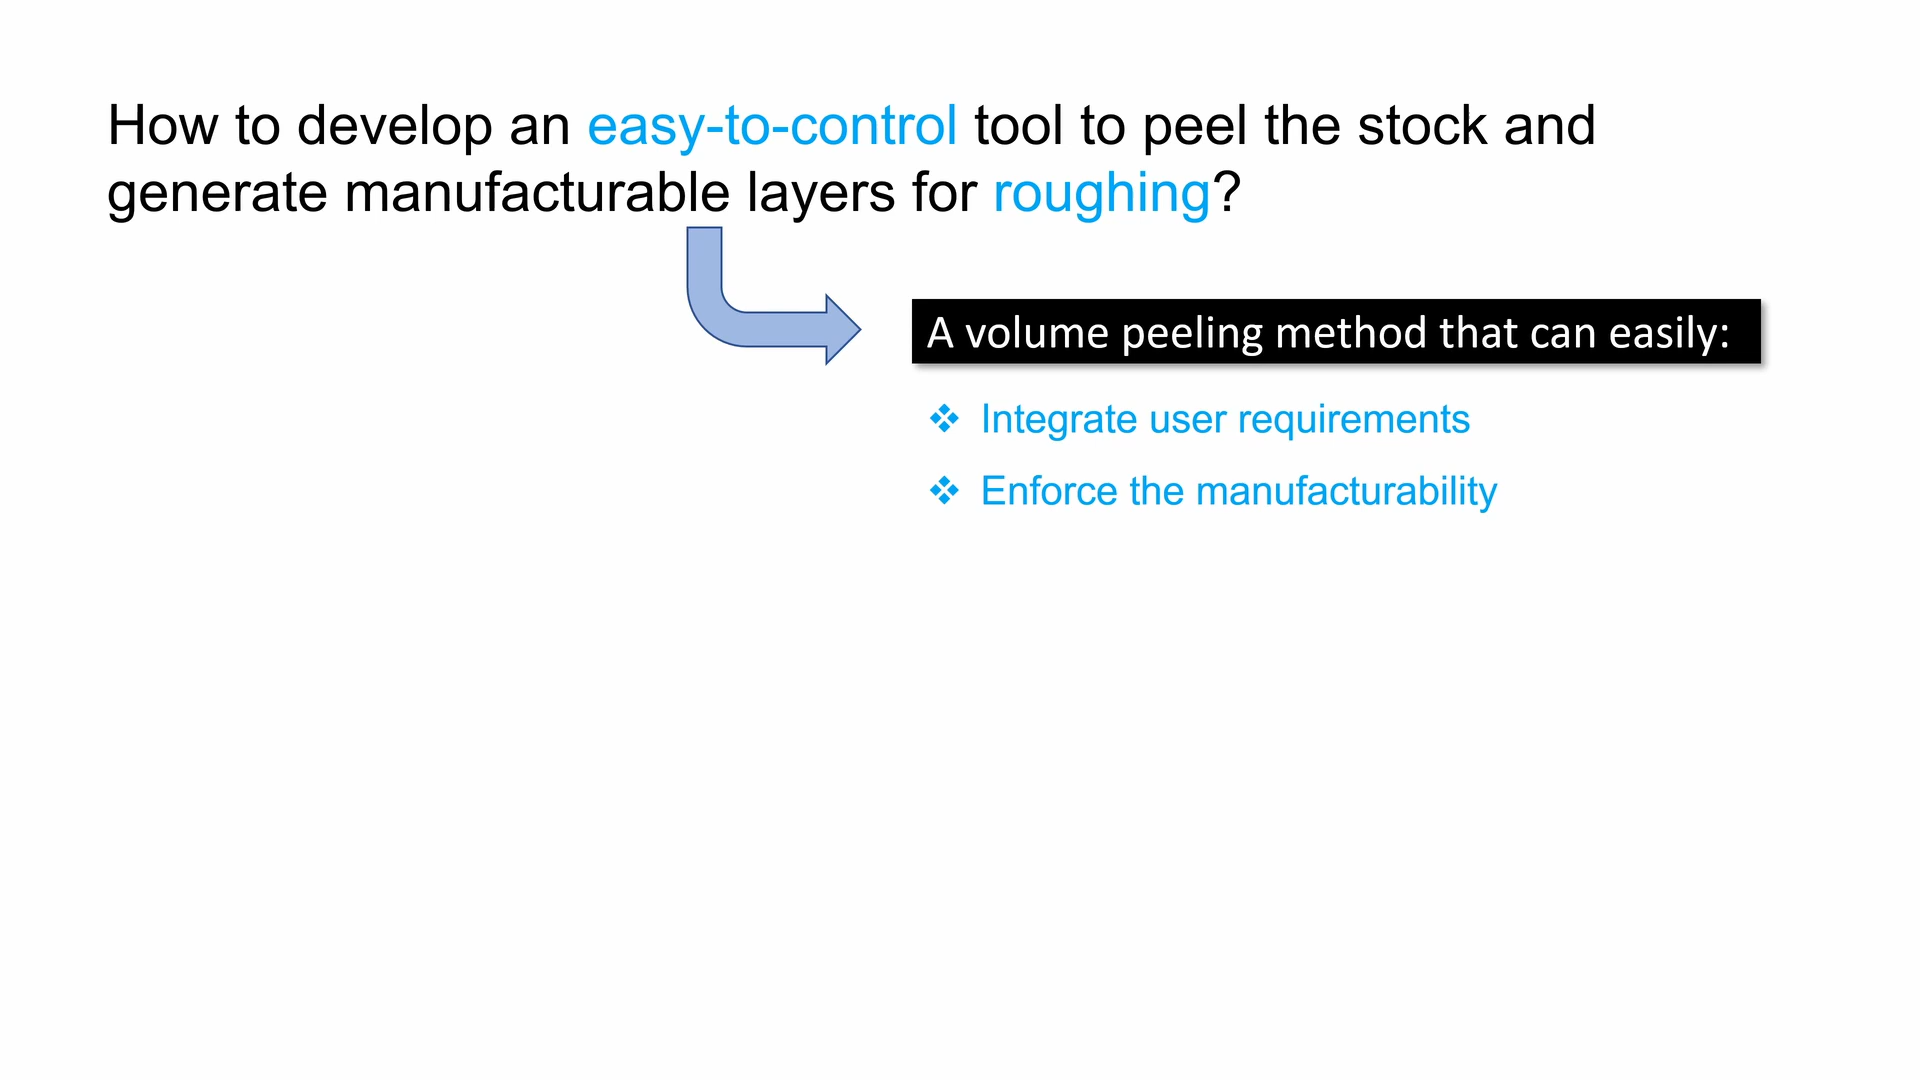 How to develop an easy-to-control tool to peel the stock and
generate manufacturable layers for roughing?
A volume peeling method that can easily:
❖ Integrate user requirements
❖ Enforce the manufacturability